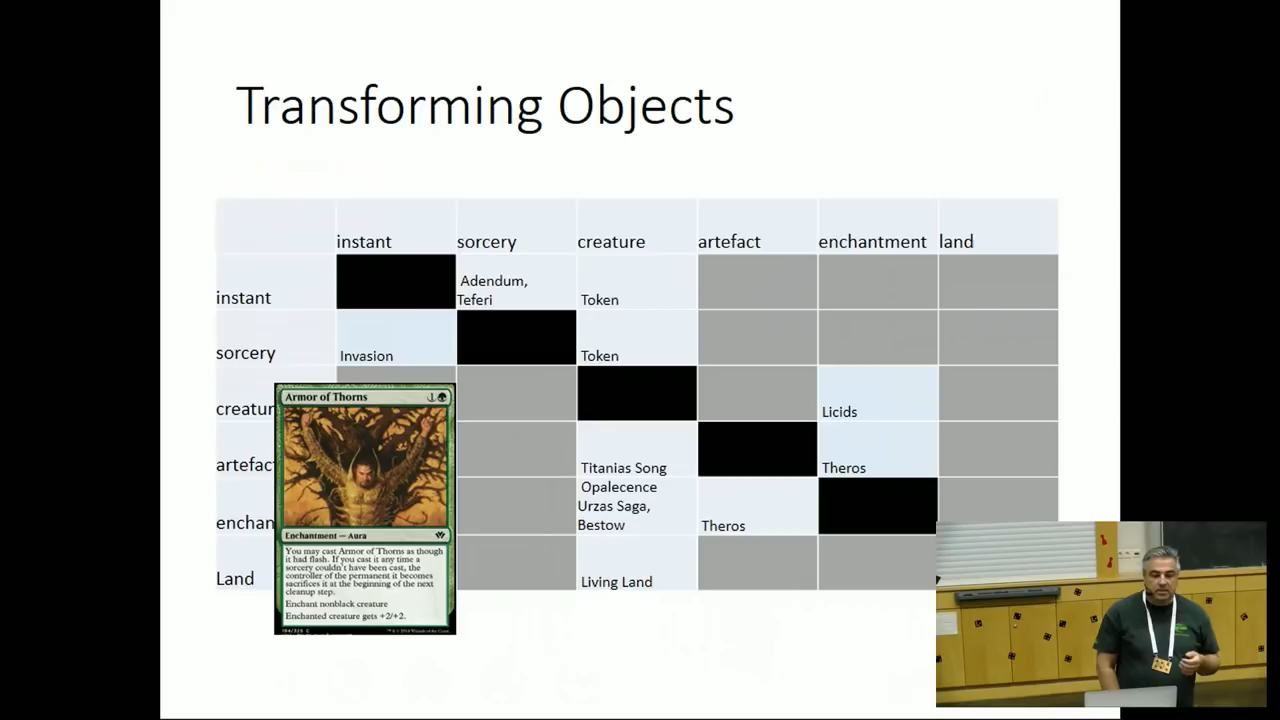 Transforming Objects
instant sorcery creature artefact enchantment land
instant
Adendum,
Teferi
Token
sorcery
Invasion
Token
creatur
Licids
artefact
Titanias Song
Theros
enchan
Opalecence
Urzas Saga,
Bestow
Theros
Land
Living Land
Armor of Thorns 1
Enchantment — Aura
You may cast Armor of Thorns as though
it had flash. If you cast it any time a
sorcery couldn't have been cast, the
controller of the permanent it becomes
sacrifices it at the beginning of the next
cleanup step.
Enchant nonblack creature
Enchanted creature gets +2/+2.